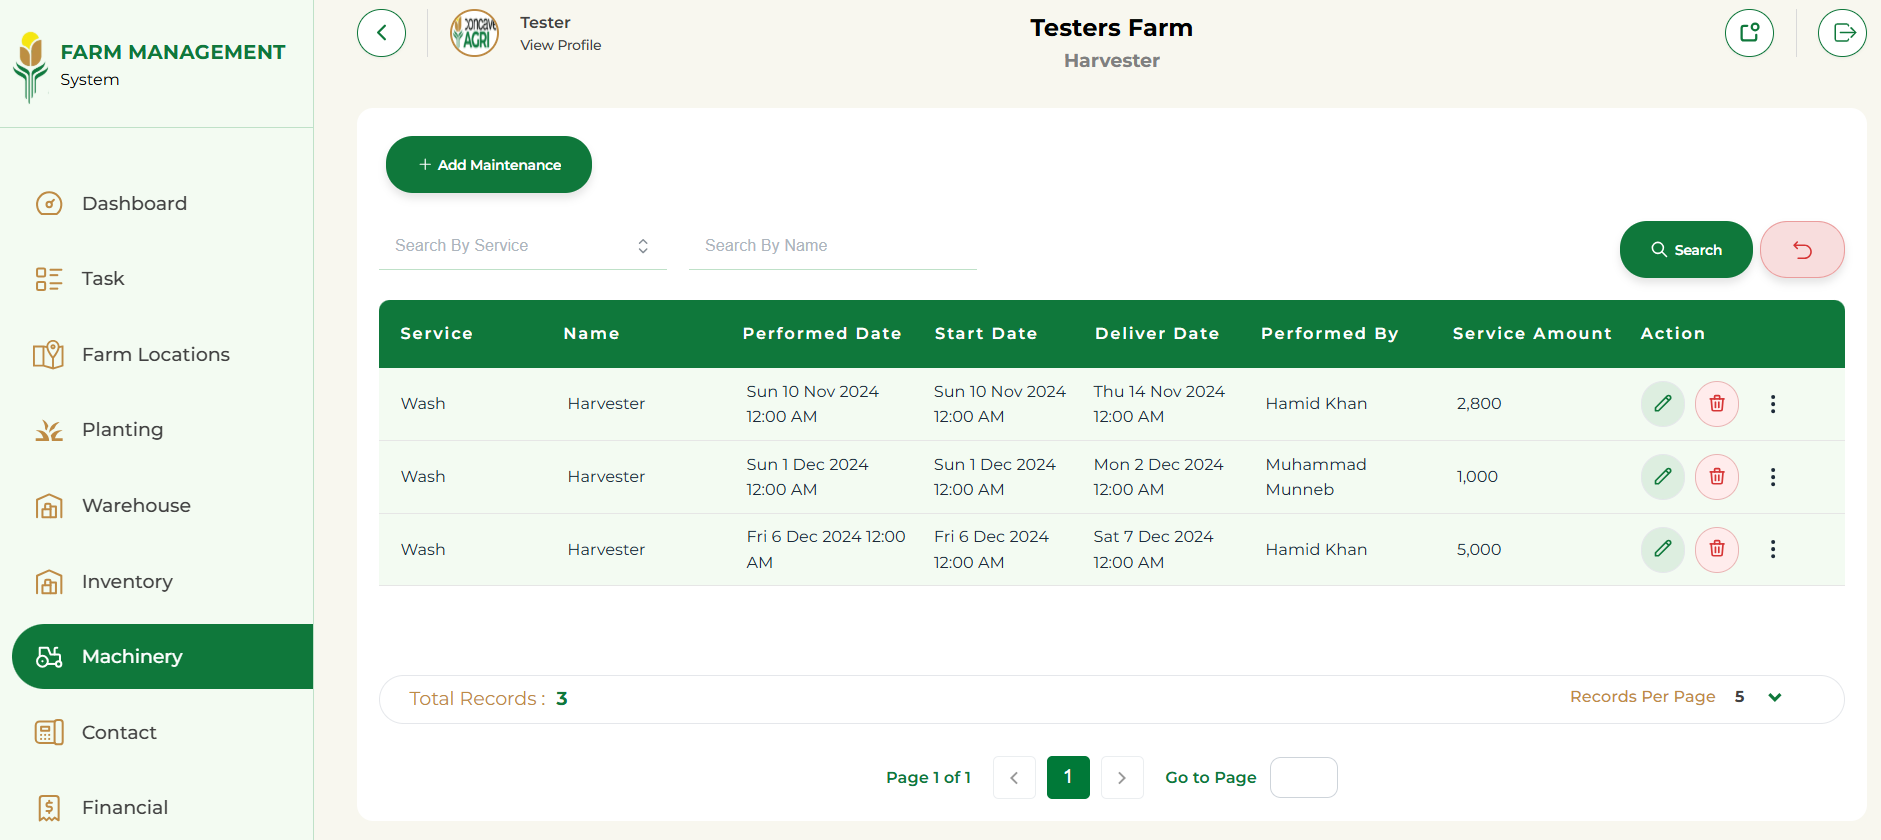 FARM MANAGEMENT
System
Dashboard
Task
Farm Locations
Planting
Warehouse
Inventory
Machinery
Contact
Financial
concave
AGRI
Tester
View Profile
Testers Farm
Harvester
+ Add Maintenance
Search By Service
Search By Name
Search
Service Name Performed Date Start Date Deliver Date Performed By Service Amount Action
Wash Harvester Sun 10 Nov 2024 12:00 AM Sun 10 Nov 2024 12:00 AM Thu 14 Nov 2024 12:00 AM Hamid Khan 2,800
Wash Harvester Sun 1 Dec 2024 12:00 AM Sun 1 Dec 2024 12:00 AM Mon 2 Dec 2024 12:00 AM Muhammad Munneb 1,000
Wash Harvester Fri 6 Dec 2024 12:00 AM Fri 6 Dec 2024 12:00 AM Sat 7 Dec 2024 12:00 AM Hamid Khan 5,000
Total Records : 3
Records Per Page 5
Page 1 of 1
1
Go to Page